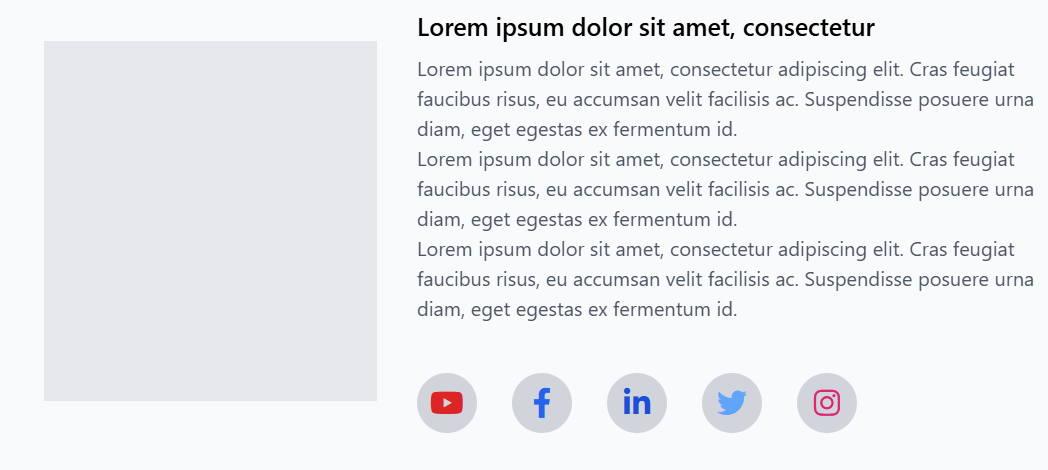 Lorem ipsum dolor sit amet, consectetur
Lorem ipsum dolor sit amet, consectetur adipiscing elit. Cras feugiat
faucibus risus, eu accumsan velit facilisis ac. Suspendisse posuere urna
diam, eget egestas ex fermentum id.
Lorem ipsum dolor sit amet, consectetur adipiscing elit. Cras feugiat
faucibus risus, eu accumsan velit facilisis ac. Suspendisse posuere urna
diam, eget egestas ex fermentum id.
Lorem ipsum dolor sit amet, consectetur adipiscing elit. Cras feugiat
faucibus risus, eu accumsan velit facilisis ac. Suspendisse posuere urna
diam, eget egestas ex fermentum id.
f in